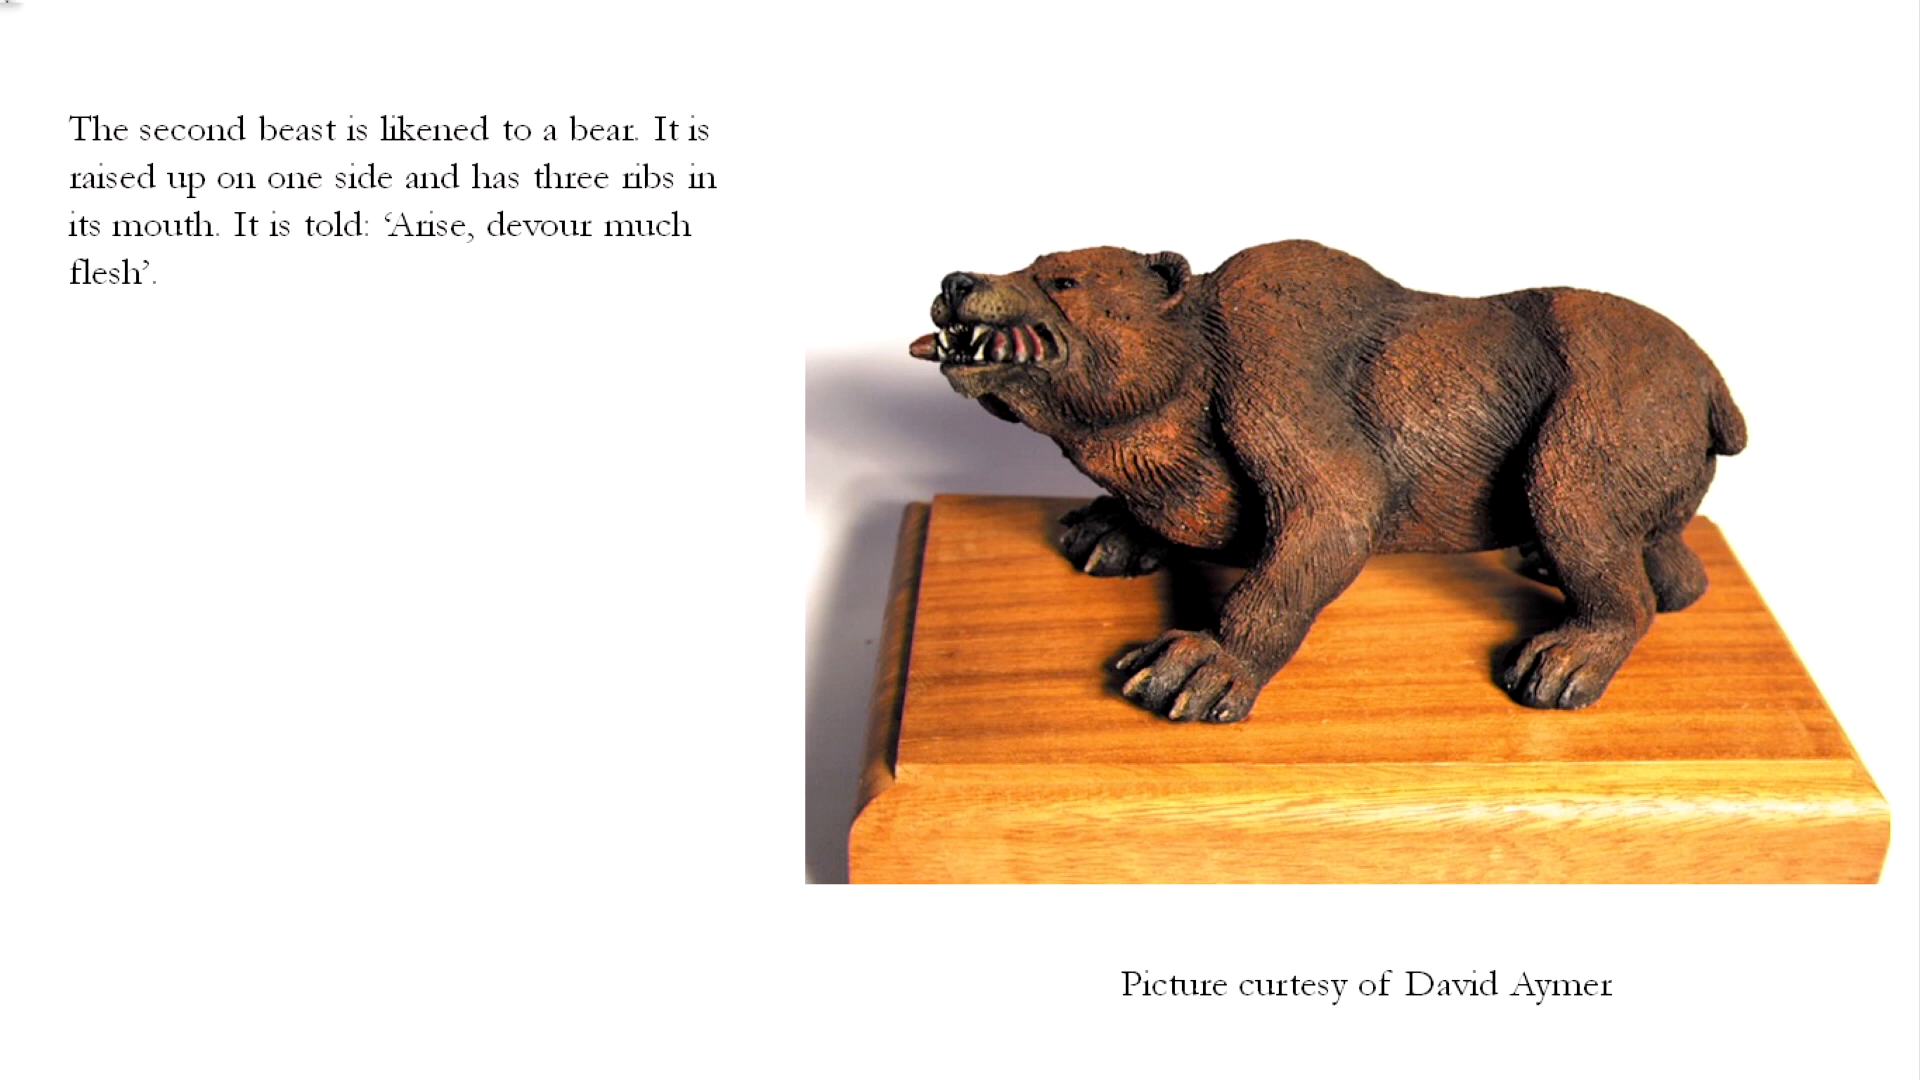 The second beast is likened to a bear. It is
raised up on one side and has three ribs in
its mouth. It is told: ‘Arise, devour much
flesh’.
Picture curtesy of David Aymer